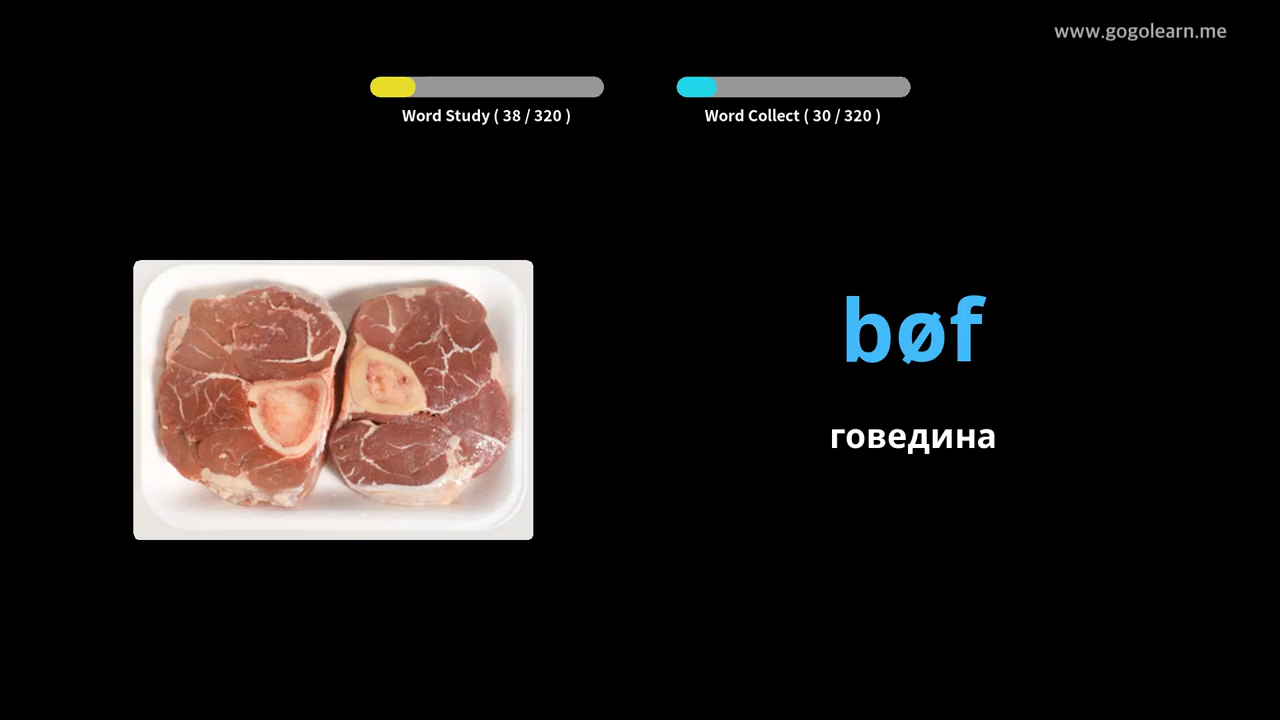 www.gogolearn.me
Word Study ( 38 / 320 )
Word Collect ( 30 / 320 )
bøf
говедина